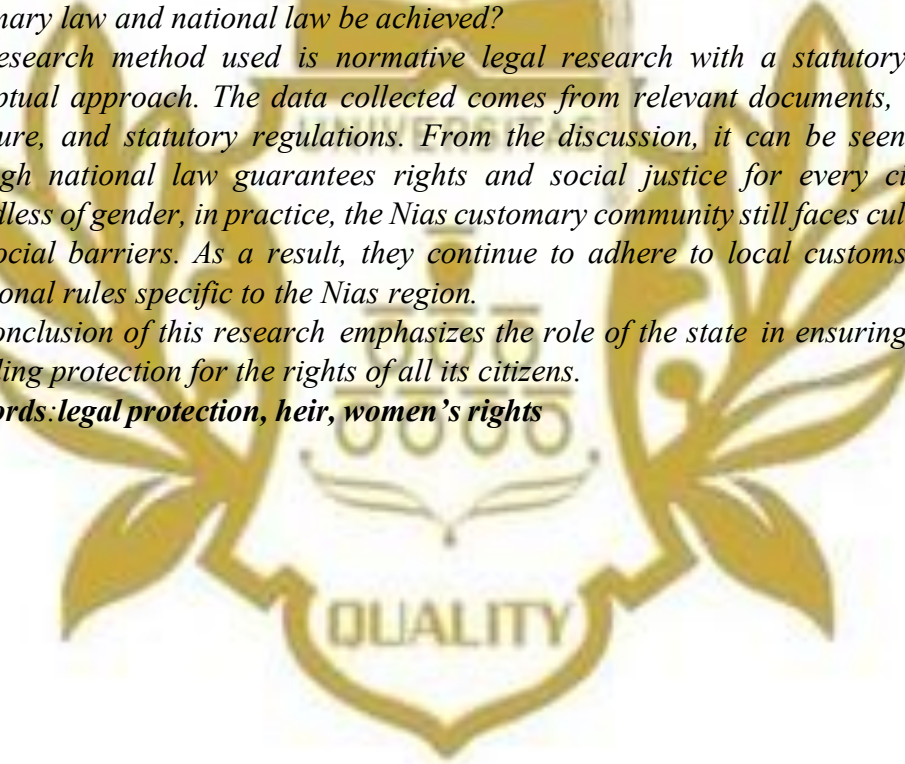 mary law and national law be achieved?
esearch method used is normative legal research with a statutory
ptual approach. The data collected comes from relevant documents,
ure, and statutory regulations. From the discussion, it can be seen
gh national law guarantees rights and social justice for every ci
dless of gender, in practice, the Nias customary community still faces cul
ocial barriers. As a result, they continue to adhere to local customs
onal rules specific to the Nias region.
onclusion of this research emphasizes the role of the state in ensuring
ling protection for the rights of all its citizens.
ords:legal protection, heir, women's rights
UNIVERSITAS
QUALITY